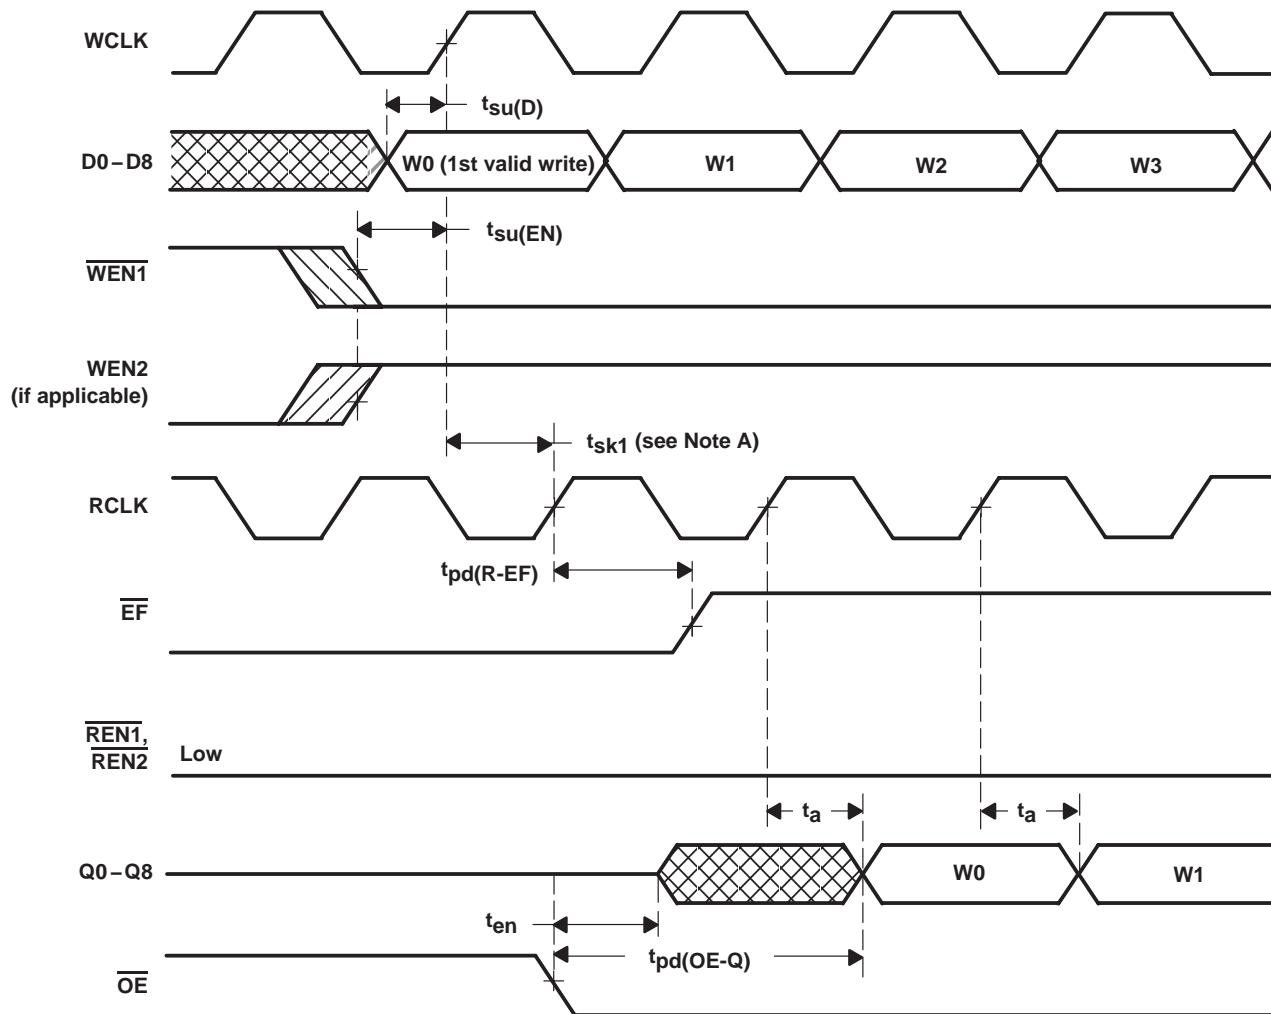 WCLK
tsu(D)
D0–D8
W0 (1st valid write)
W1
W2
W3
tsu(EN)
WEN1
WEN2
(if applicable)
tsk1 (see Note A)
RCLK
tpd(R-EF)
EF
REN1,
REN2
Low
ta
ta
Q0–Q8
W0
W1
ten
tpd(OE-Q)
OE